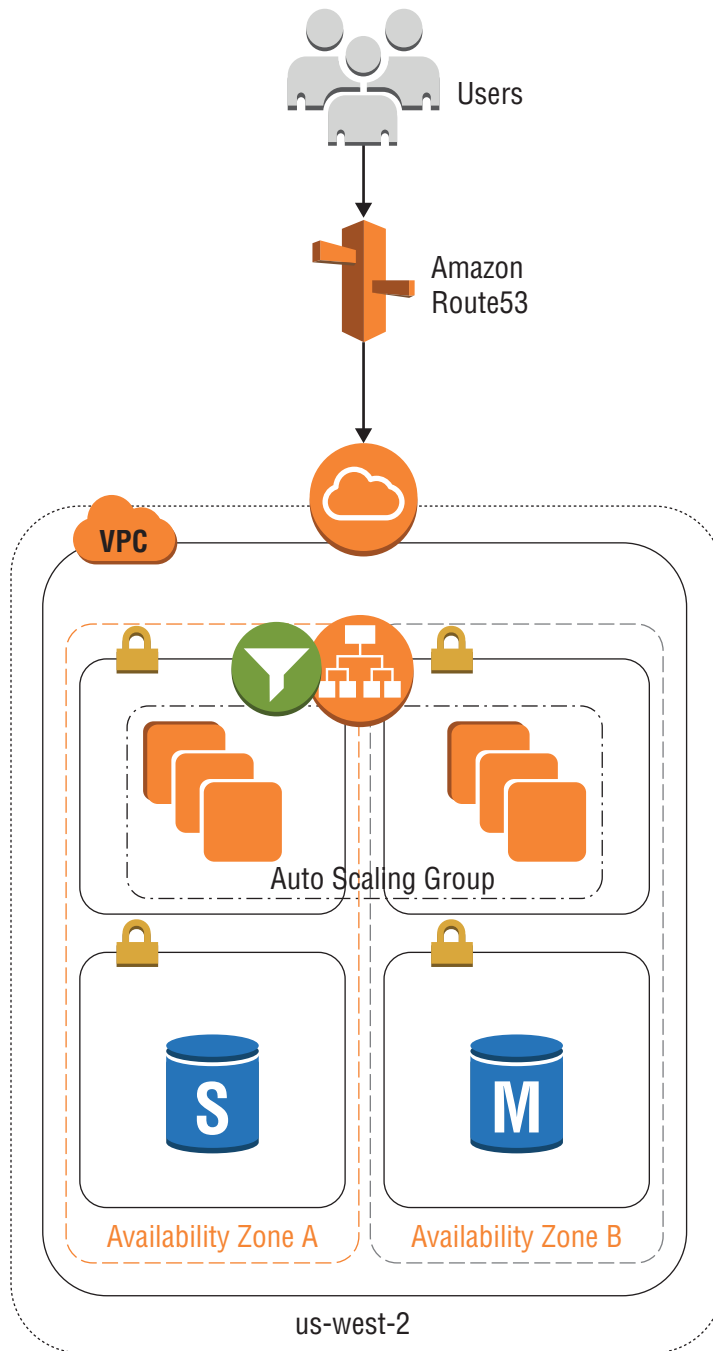 Users
Amazon
Route53
VPC
Auto Scaling Group
S
M
Availability Zone A
Availability Zone B
us-west-2